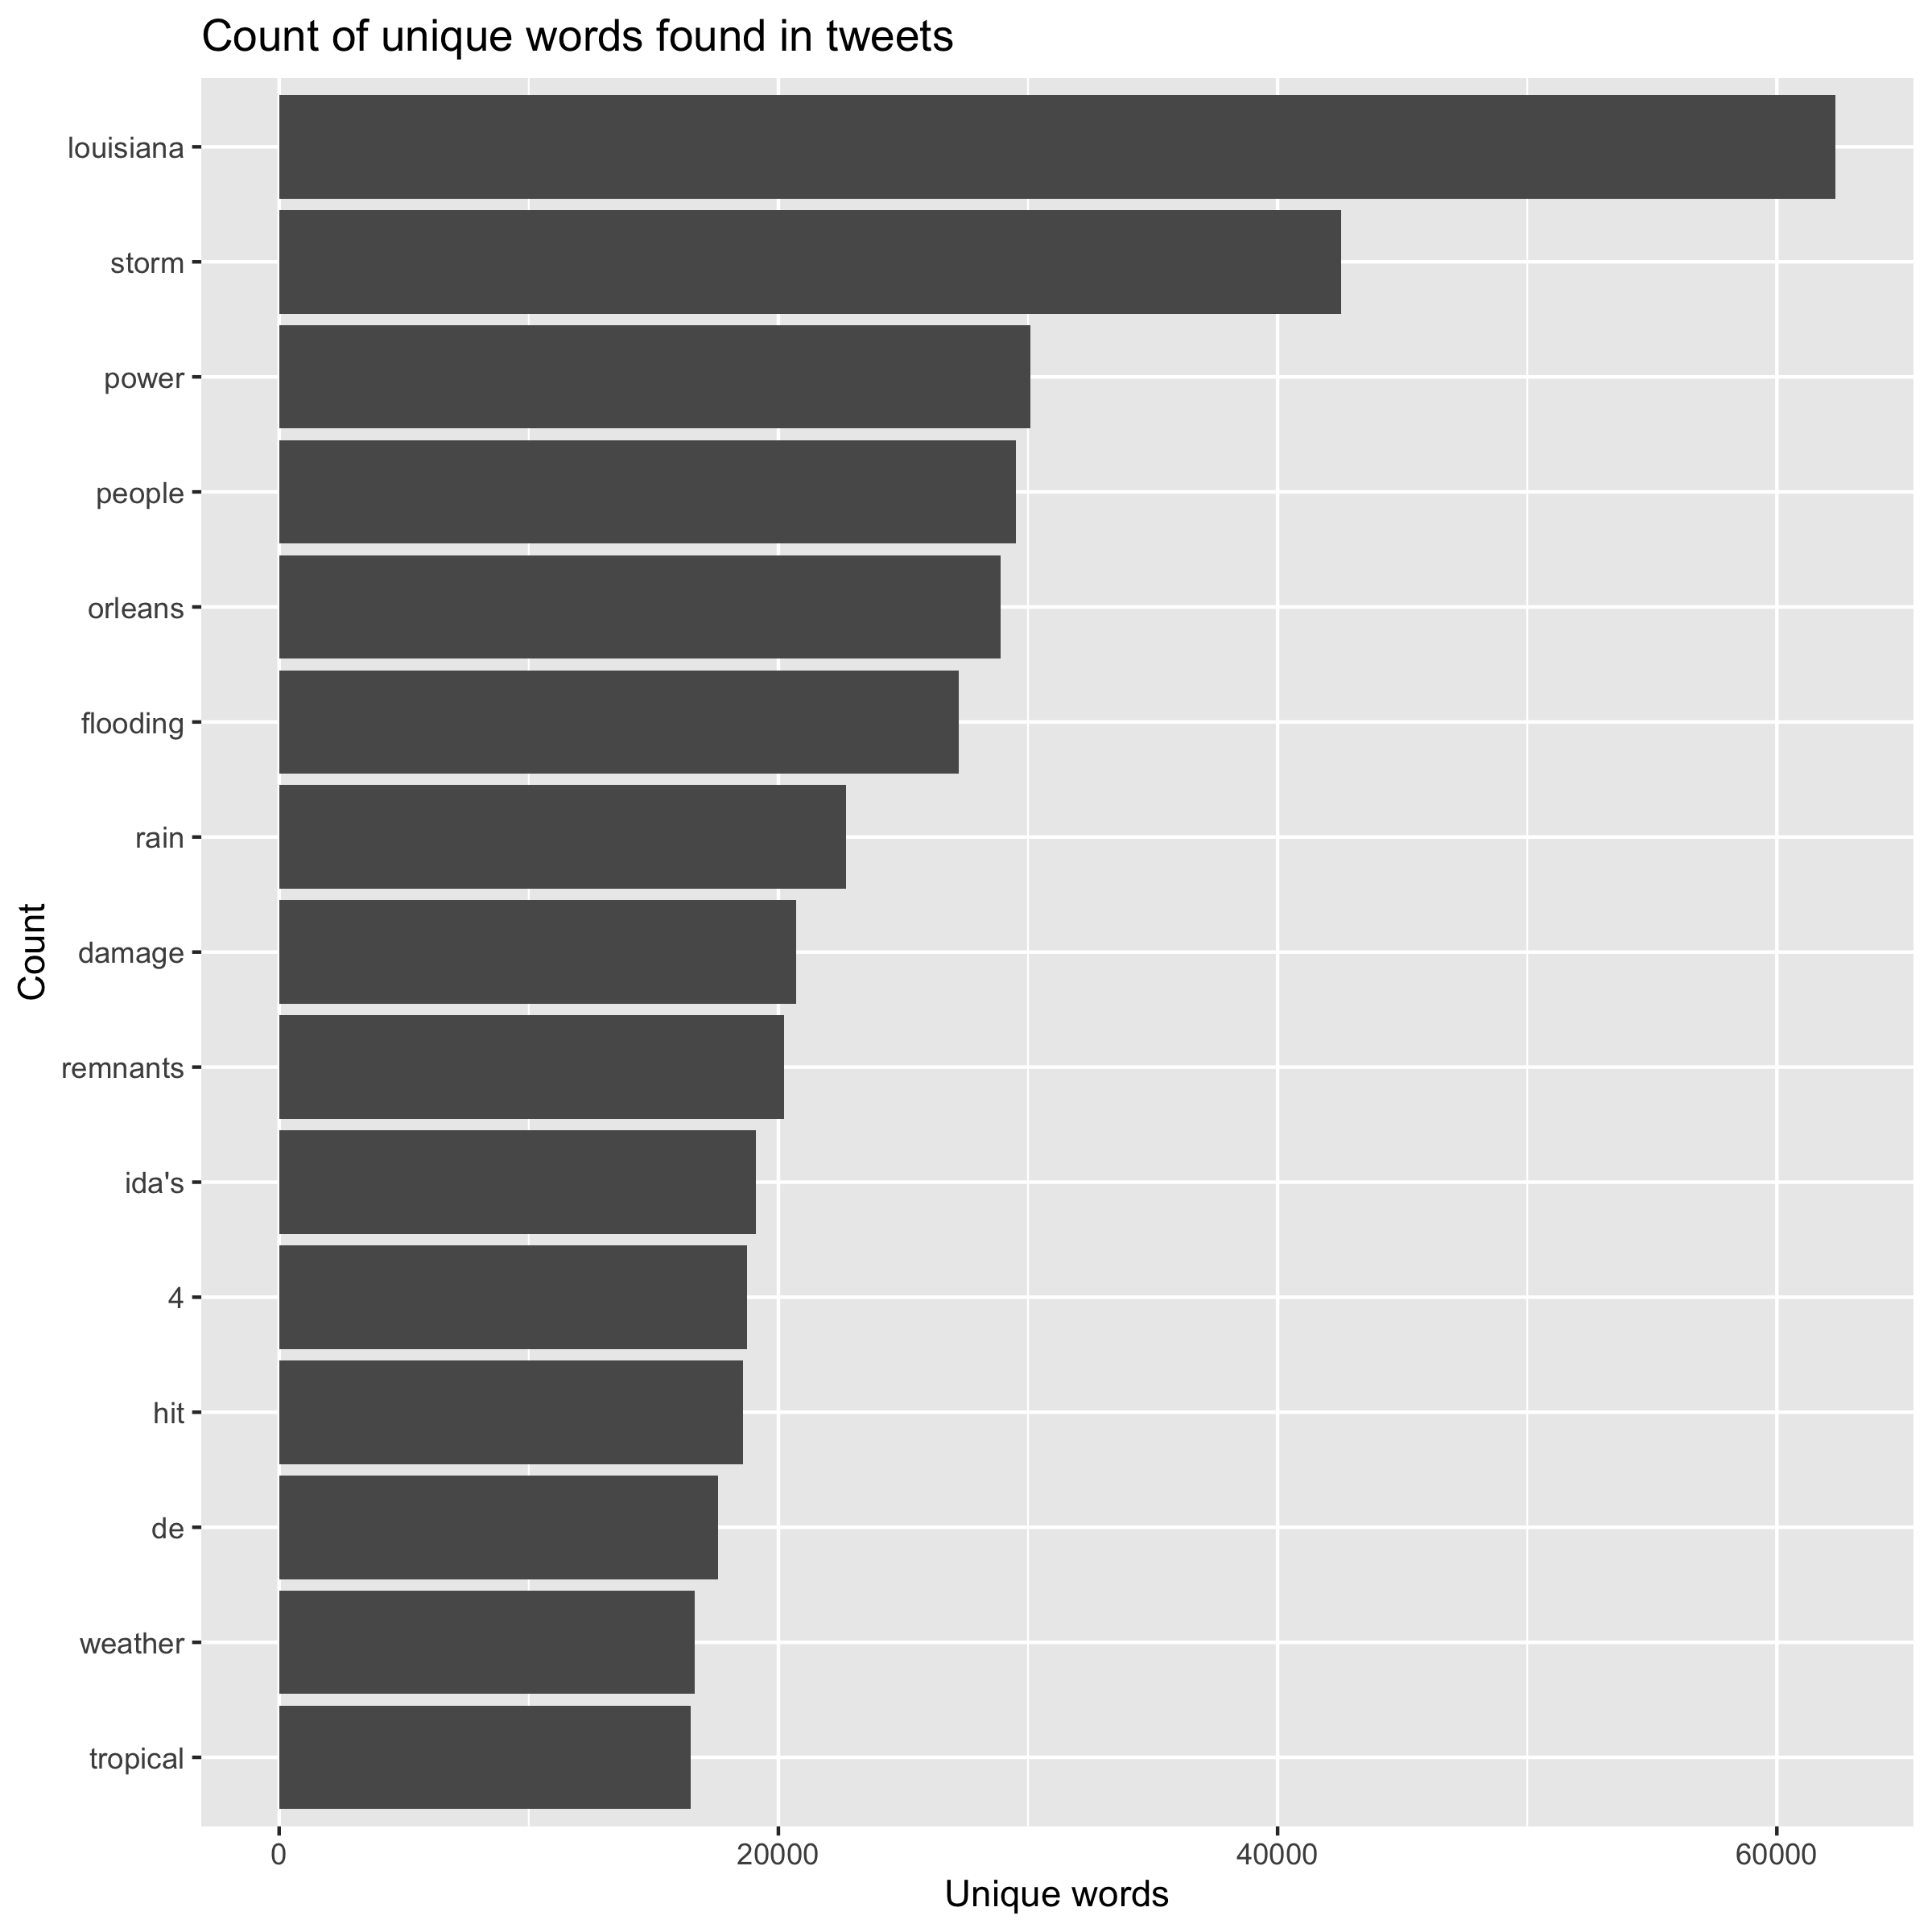 Count of unique words found in tweets
louisiana
storm
power
people
orleans
flooding
rain
damage
remnants
ida's
4
hit
de
weather
tropical
Count
0 20000 40000 60000
Unique words